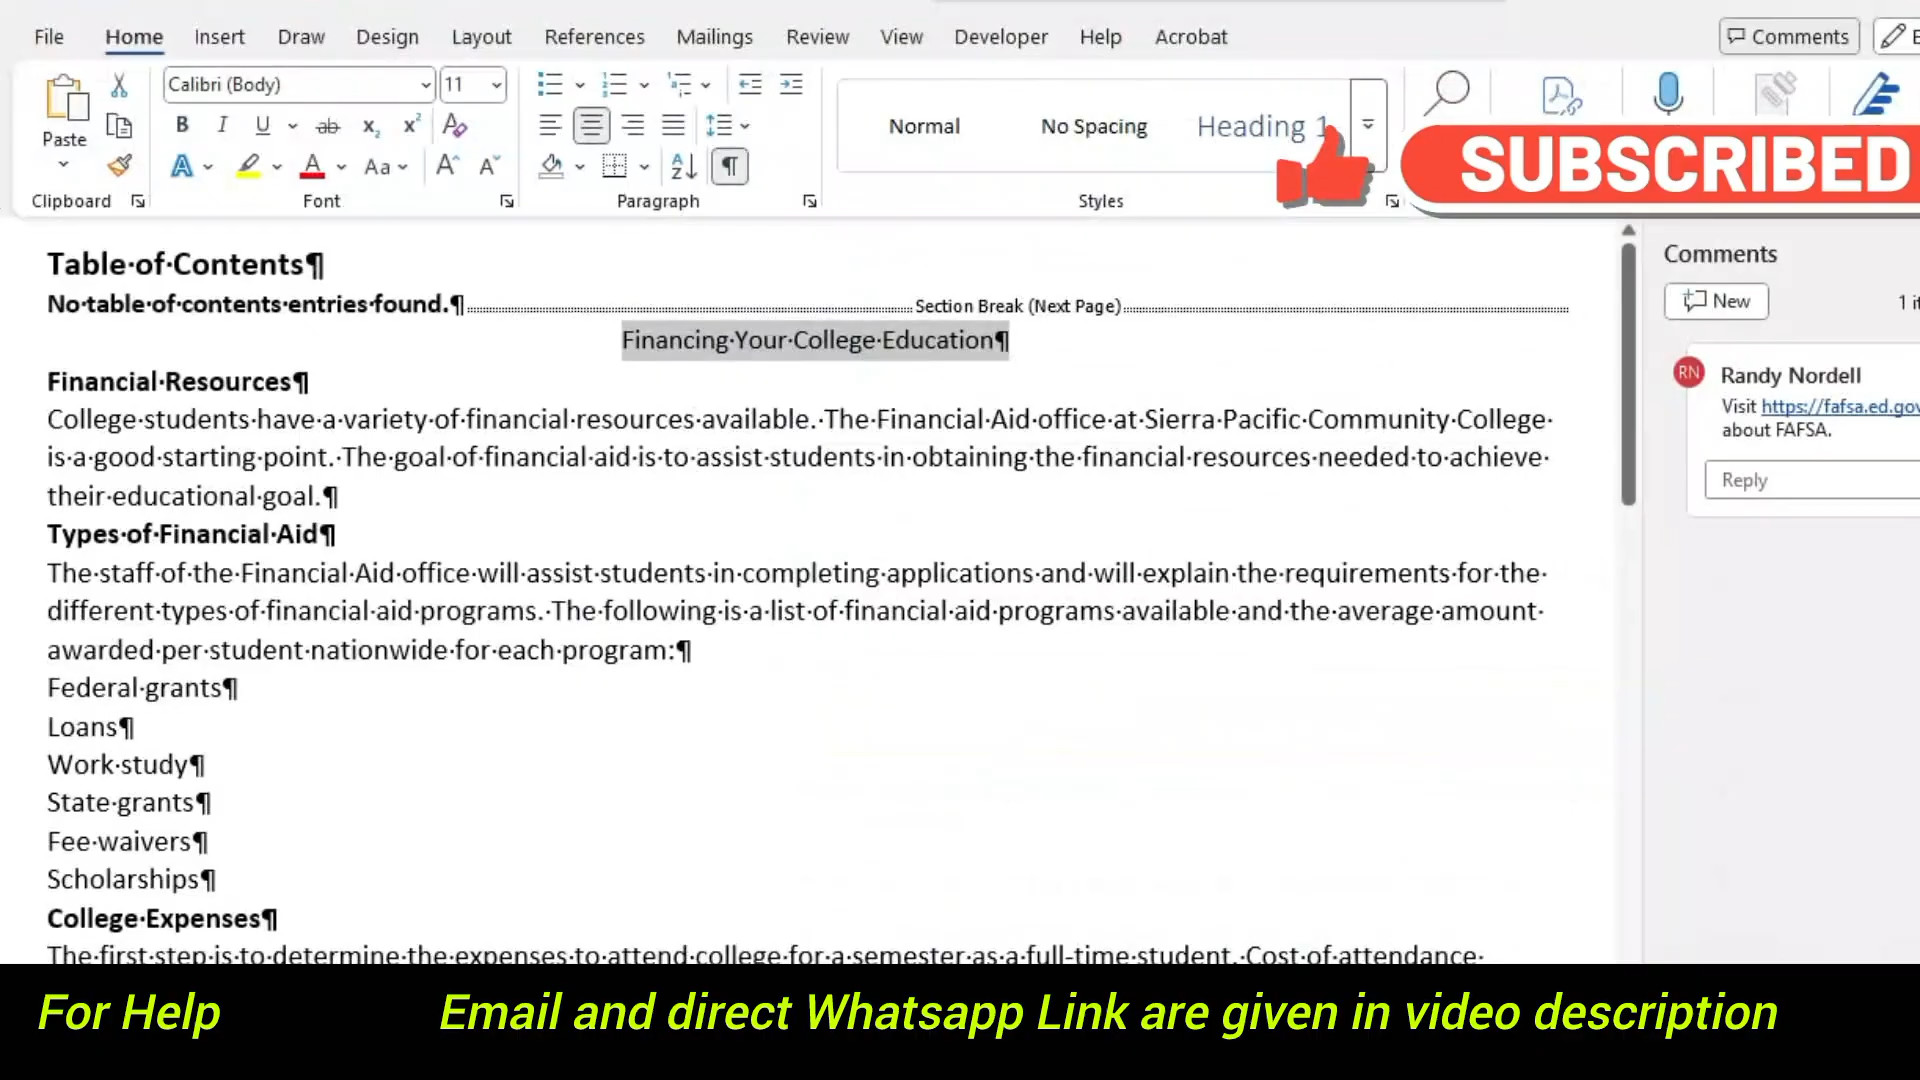 File Home Insert Draw Design Layout References Mailings Review View Developer Help Acrobat Comments
Calibri (Body) 11
Paste
Normal No Spacing Heading 1
SUBSCRIBED
Clipboard Font Paragraph Styles
Table·of·Contents¶
No·table·of·contents·entries·found.¶ Section Break (Next Page)
Financing·Your·College·Education¶
Financial·Resources¶
College·students·have·a·variety·of·financial·resources·available.·The·Financial·Aid·office·at·Sierra·Pacific·Community·College·
is·a·good·starting·point.·The·goal·of·financial·aid·is·to·assist·students·in·obtaining·the·financial·resources·needed·to·achieve·
their·educational·goal.¶
Types·of·Financial·Aid¶
The·staff·of·the·Financial·Aid·office·will·assist·students·in·completing·applications·and·will·explain·the·requirements·for·the·
different·types·of·financial·aid·programs.·The·following·is·a·list·of·financial·aid·programs·available·and·the·average·amount·
awarded·per·student·nationwide·for·each·program:¶
Federal·grants¶
Loans¶
Work·study¶
State·grants¶
Fee·waivers¶
Scholarships¶
College·Expenses¶
The·first·step·is·to·determine·the·expenses·to·attend·college·for·a·semester·as·a·full-time·student.·Cost·of·attendance·
Comments
New
RN Randy Nordell
Visit https://fafsa.ed.gov
about FAFSA.
Reply
For Help Email and direct Whatsapp Link are given in video description